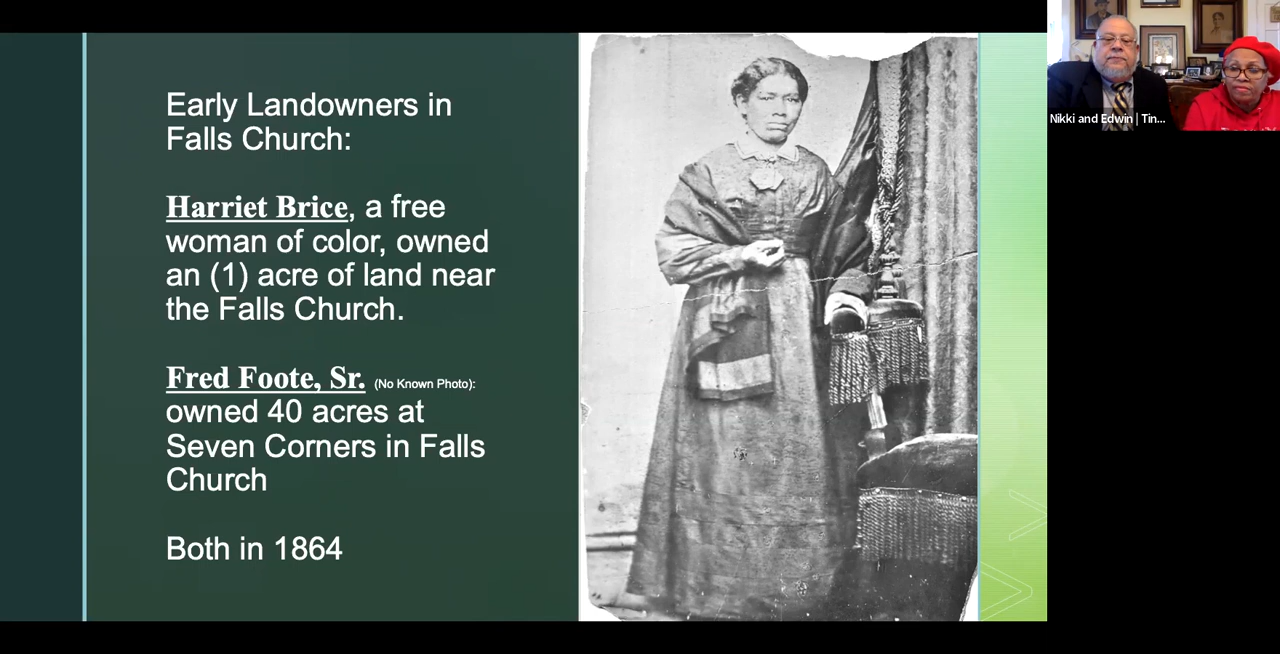 Early Landowners in
Falls Church:
Harriet Brice, a free
woman of color, owned
an (1) acre of land near
the Falls Church.
Fred Foote, Sr. (No Known Photo):
owned 40 acres at
Seven Corners in Falls
Church
Both in 1864
Nikki and Edwin | Tin...